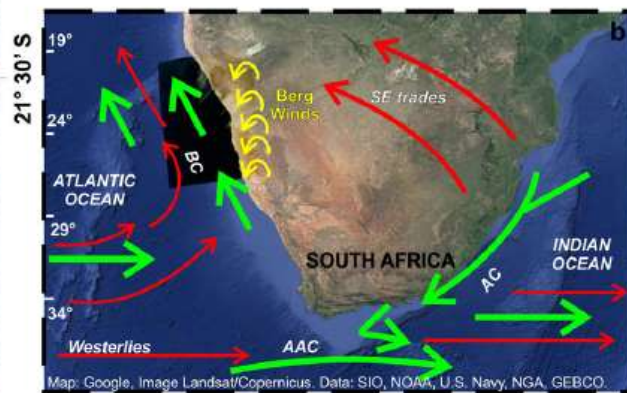 b
21° 30' S
19°
24°
29°
34°
Berg
Winds
SE trades
BC
ATLANTIC
OCEAN
SOUTH AFRICA
AC
INDIAN
OCEAN
Westerlies
AAC
Map: Google, Image Landsat/Copernicus. Data: SIO, NOAA, U.S. Navy, NGA, GEBCO.